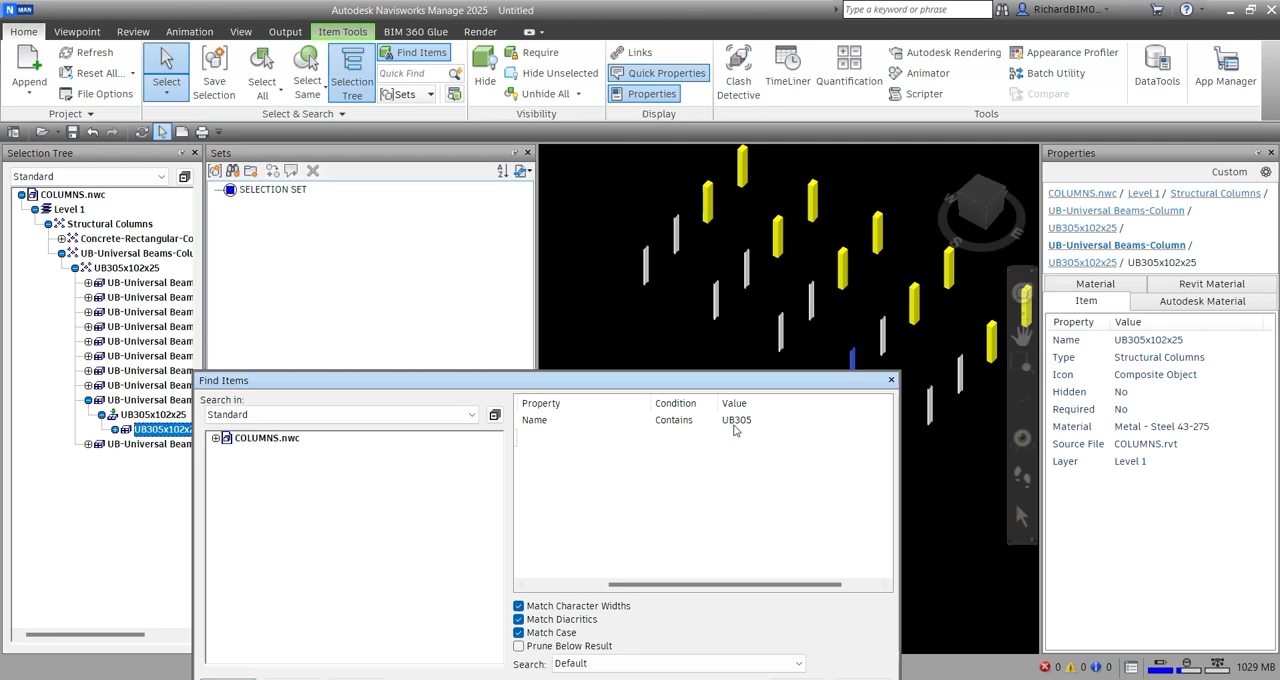 MAN
Autodesk Navisworks Manage 2025 Untitled
Type a keyword or phrase
RichardBIM0...
Home
Viewpoint
Review
Animation
View
Output
Item Tools
BIM 360 Glue
Render
Append
Refresh
Reset All...
File Options
Project
Select
Save Selection
Select All
Select Same
Selection Tree
Find Items
Quick Find
Sets
Select & Search
Hide
Require
Hide Unselected
Unhide All
Visibility
Links
Quick Properties
Properties
Display
Clash Detective
TimeLiner
Quantification
Autodesk Rendering
Animator
Scripter
Appearance Profiler
Batch Utility
Compare
Tools
DataTools
App Manager
Selection Tree
Standard
COLUMNS.nwc
Level 1
Structural Columns
Concrete-Rectangular-Co
UB-Universal Beams-Colu
UB305x102x25
UB-Universal Beam
UB-Universal Beam
UB-Universal Beam
UB-Universal Beam
UB-Universal Beam
UB-Universal Beam
UB-Universal Beam
UB-Universal Beam
UB-Universal Beam
UB305x102x25
UB305x102x2
UB-Universal Beam
Sets
SELECTION SET
Find Items
Search in:
Standard
COLUMNS.nwc
Property Condition Value
Name Contains UB305
Match Character Widths
Match Diacritics
Match Case
Prune Below Result
Search: Default
Properties
Custom
COLUMNS.nwc / Level 1 / Structural Columns /
UB-Universal Beams-Column /
UB305x102x25 /
UB-Universal Beams-Column /
UB305x102x25 / UB305x102x25
Material
Revit Material
Item
Autodesk Material
Property Value
Name UB305x102x25
Type Structural Columns
Icon Composite Object
Hidden No
Required No
Material Metal - Steel 43-275
Source File COLUMNS.rvt
Layer Level 1
0 0 0
1029 MB